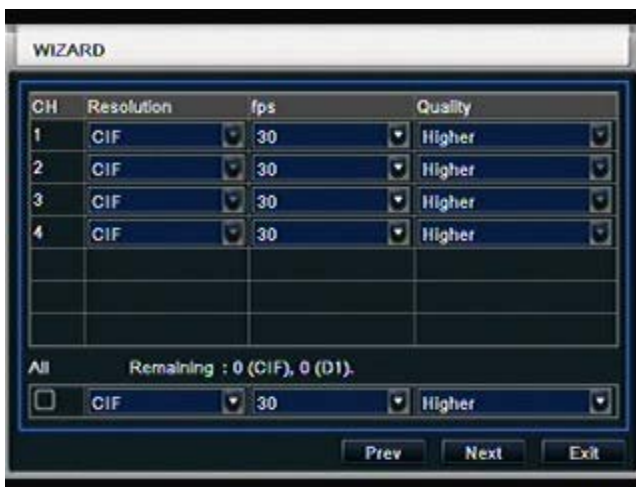 WIZARD
CH Resolution fps Quality
1 CIF 30 Higher
2 CIF 30 Higher
3 CIF 30 Higher
4 CIF 30 Higher
All Remaining : 0 (CIF), 0 (D1).
CIF 30 Higher
Prev Next Exit